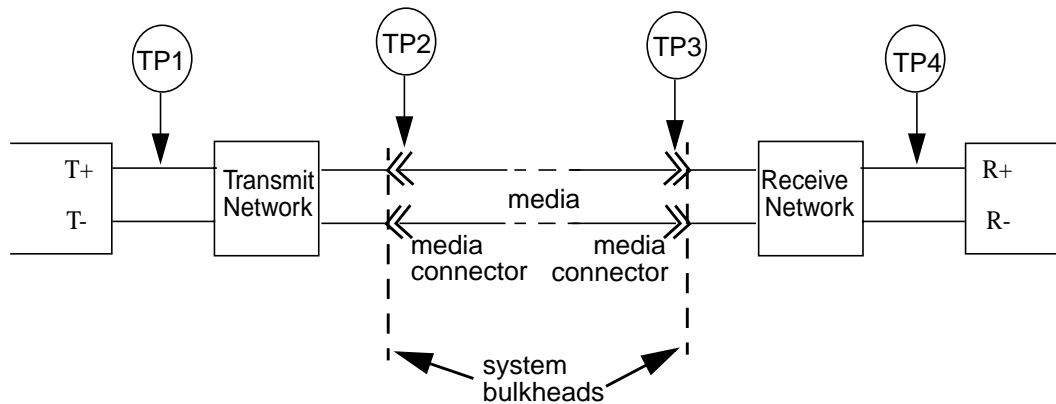 TP1
TP2
TP3
TP4
T+
T-
Transmit
Network
media
media
connector
media
connector
Receive
Network
R+
R-
system
bulkheads